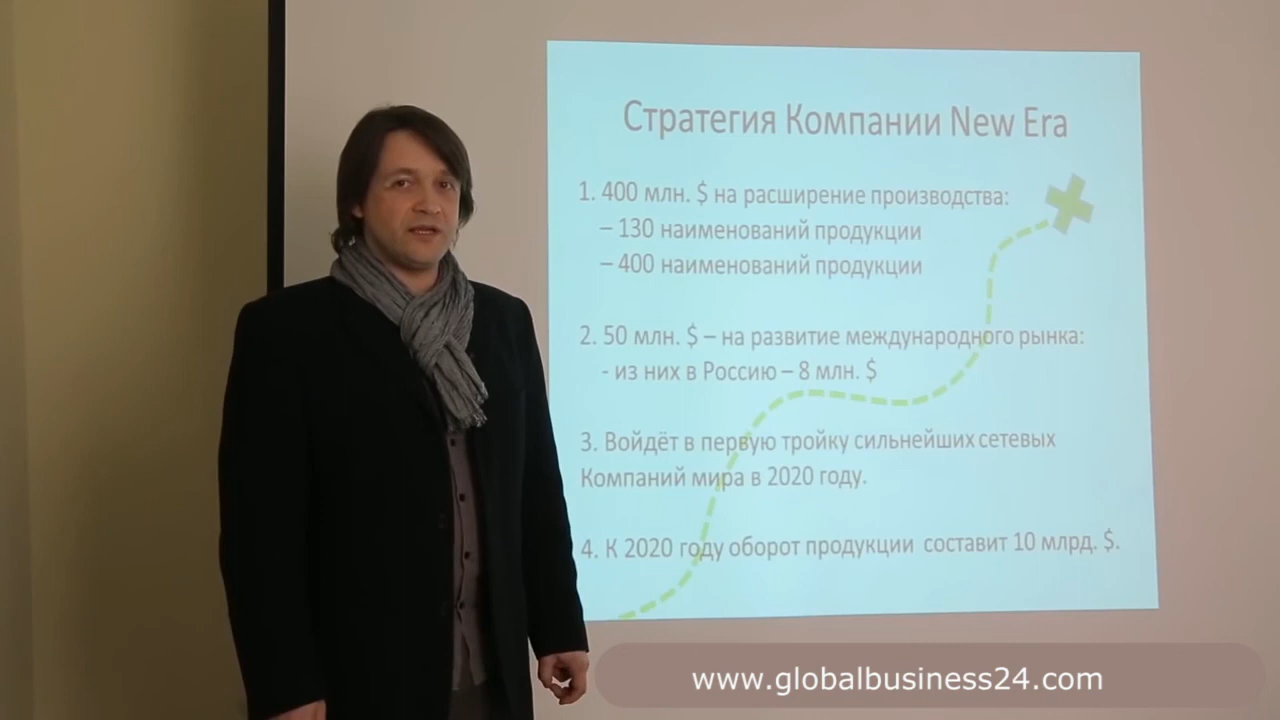 Стратегия Компании New Era
1. 400 млн. $ на расширение производства:
– 130 наименований продукции
– 400 наименований продукции
2. 50 млн. $ – на развитие международного рынка:
- из них в Россию – 8 млн. $
3. Войдёт в первую тройку сильнейших сетевых
Компаний мира в 2020 году.
4. К 2020 году оборот продукции составит 10 млрд. $.
www.globalbusiness24.com